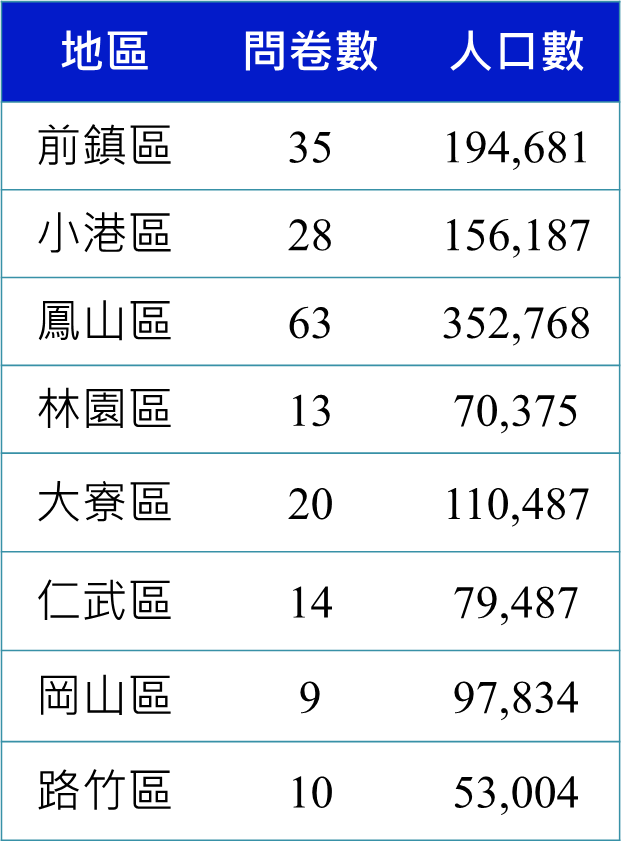 地區 問卷數 人口數
前鎮區 35 194,681
小港區 28 156,187
鳳山區 63 352,768
林園區 13 70,375
大寮區 20 110,487
仁武區 14 79,487
岡山區 9 97,834
路竹區 10 53,004